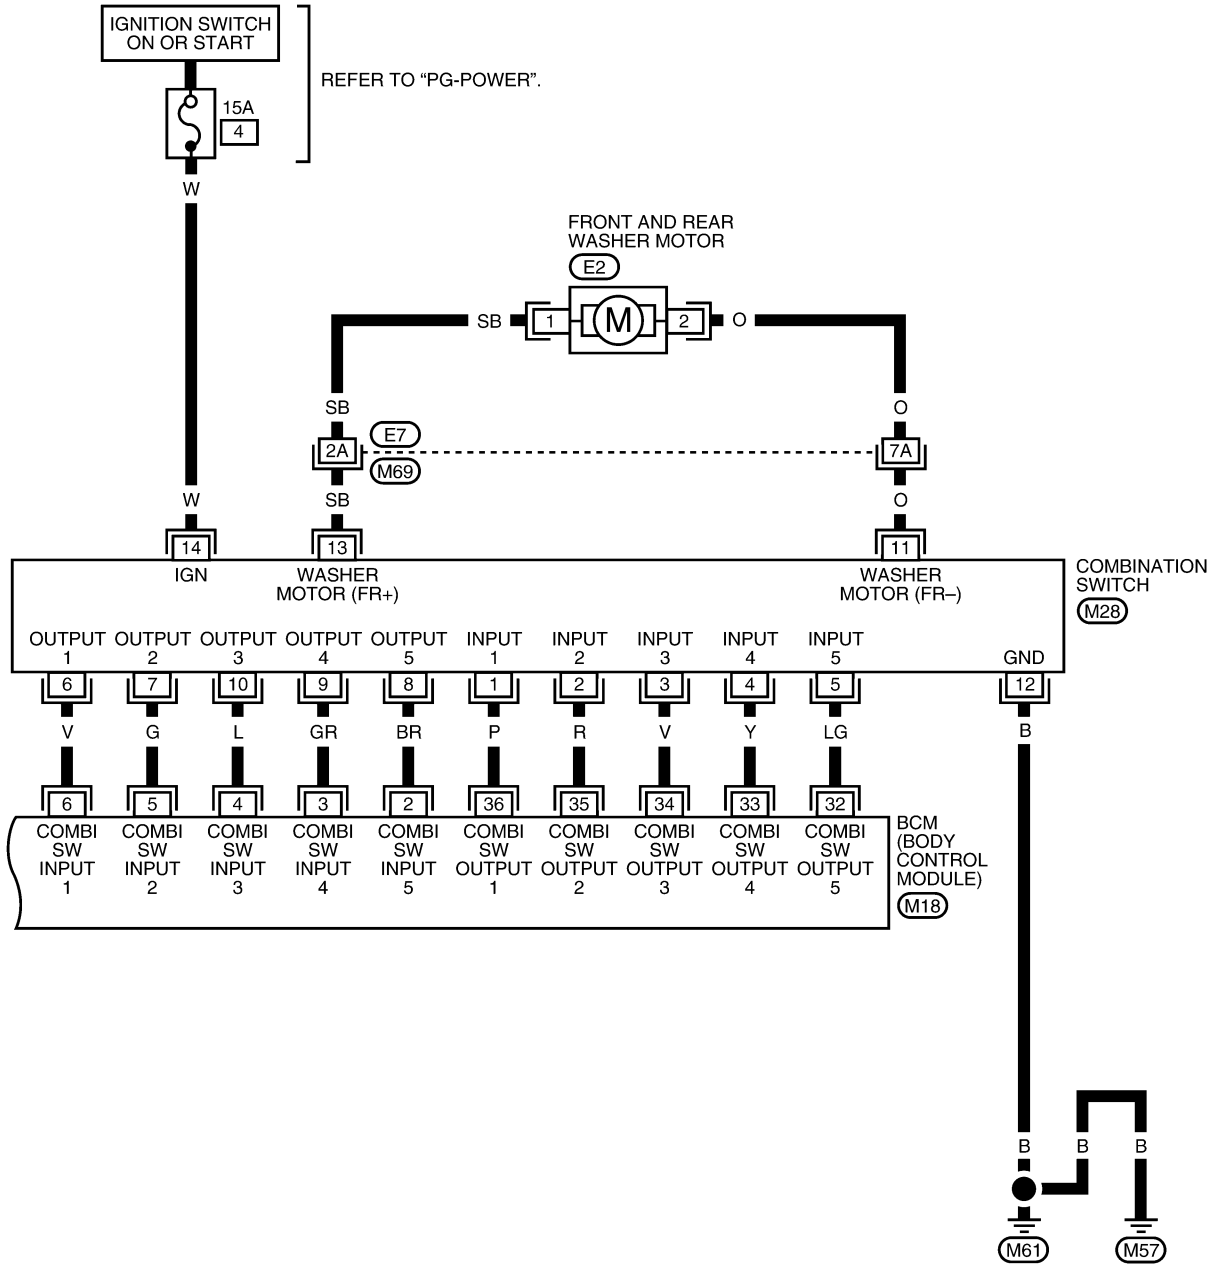 IGNITION SWITCH
ON OR START
REFER TO “PG-POWER”.
15A
4
W
FRONT AND REAR
WASHER MOTOR
E2
SB
1
M
2
O
SB
O
2A
E7
M69
7A
W
SB
O
14
13
11
IGN
WASHER
MOTOR (FR+)
WASHER
MOTOR (FR–)
COMBINATION
SWITCH
M28
OUTPUT
1
OUTPUT
2
OUTPUT
3
OUTPUT
4
OUTPUT
5
INPUT
1
INPUT
2
INPUT
3
INPUT
4
INPUT
5
GND
6
7
10
9
8
1
2
3
4
5
12
V
G
L
GR
BR
P
R
V
Y
LG
B
6
5
4
3
2
36
35
34
33
32
COMBI
SW
INPUT
1
COMBI
SW
INPUT
2
COMBI
SW
INPUT
3
COMBI
SW
INPUT
4
COMBI
SW
INPUT
5
COMBI
SW
OUTPUT
1
COMBI
SW
OUTPUT
2
COMBI
SW
OUTPUT
3
COMBI
SW
OUTPUT
4
COMBI
SW
OUTPUT
5
BCM
(BODY
CONTROL
MODULE)
M18
B
B
B
M61
M57